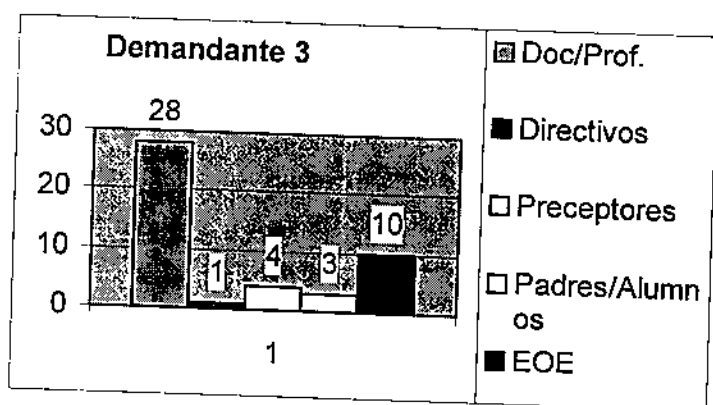 Demandante 3
28
30
20
10
0
1
4
3
10
1
Doc/Prof.
Directivos
Preceptores
Padres/Alumn
os
EOE